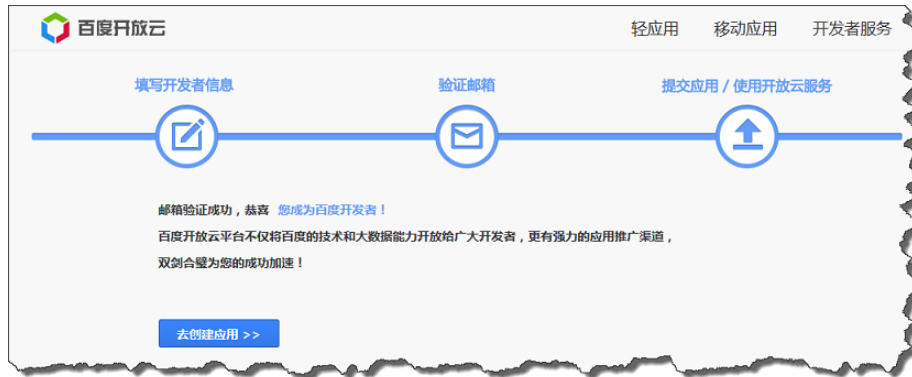 百度开放云
轻应用 移动应用 开发者服务
填写开发者信息 验证邮箱 提交应用 / 使用开放云服务
邮箱验证成功，恭喜 您成为百度开发者！
百度开放云平台不仅将百度的技术和大数据能力开放给广大开发者，更有强力的应用推广渠道，
双剑合璧为您的成功加速！
去创建应用 >>